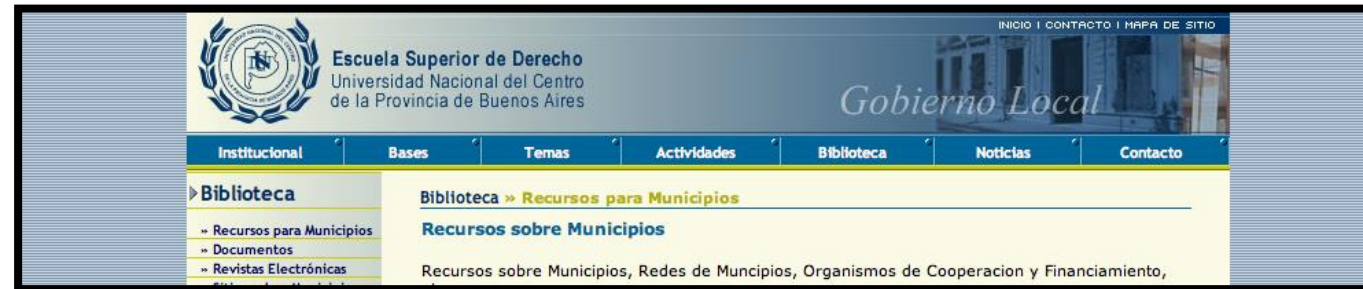 INICIO | CONTACTO | MAPA DE SITIO
Escuela Superior de Derecho
Universidad Nacional del Centro
de la Provincia de Buenos Aires
Gobierno Local
Institucional Bases Temas Actividades Biblioteca Noticias Contacto
Biblioteca
» Recursos para Municipios
» Documentos
» Revistas Electrónicas
Biblioteca » Recursos para Municipios
Recursos sobre Municipios
Recursos sobre Municipios, Redes de Muncipios, Organismos de Cooperacion y Financiamiento,